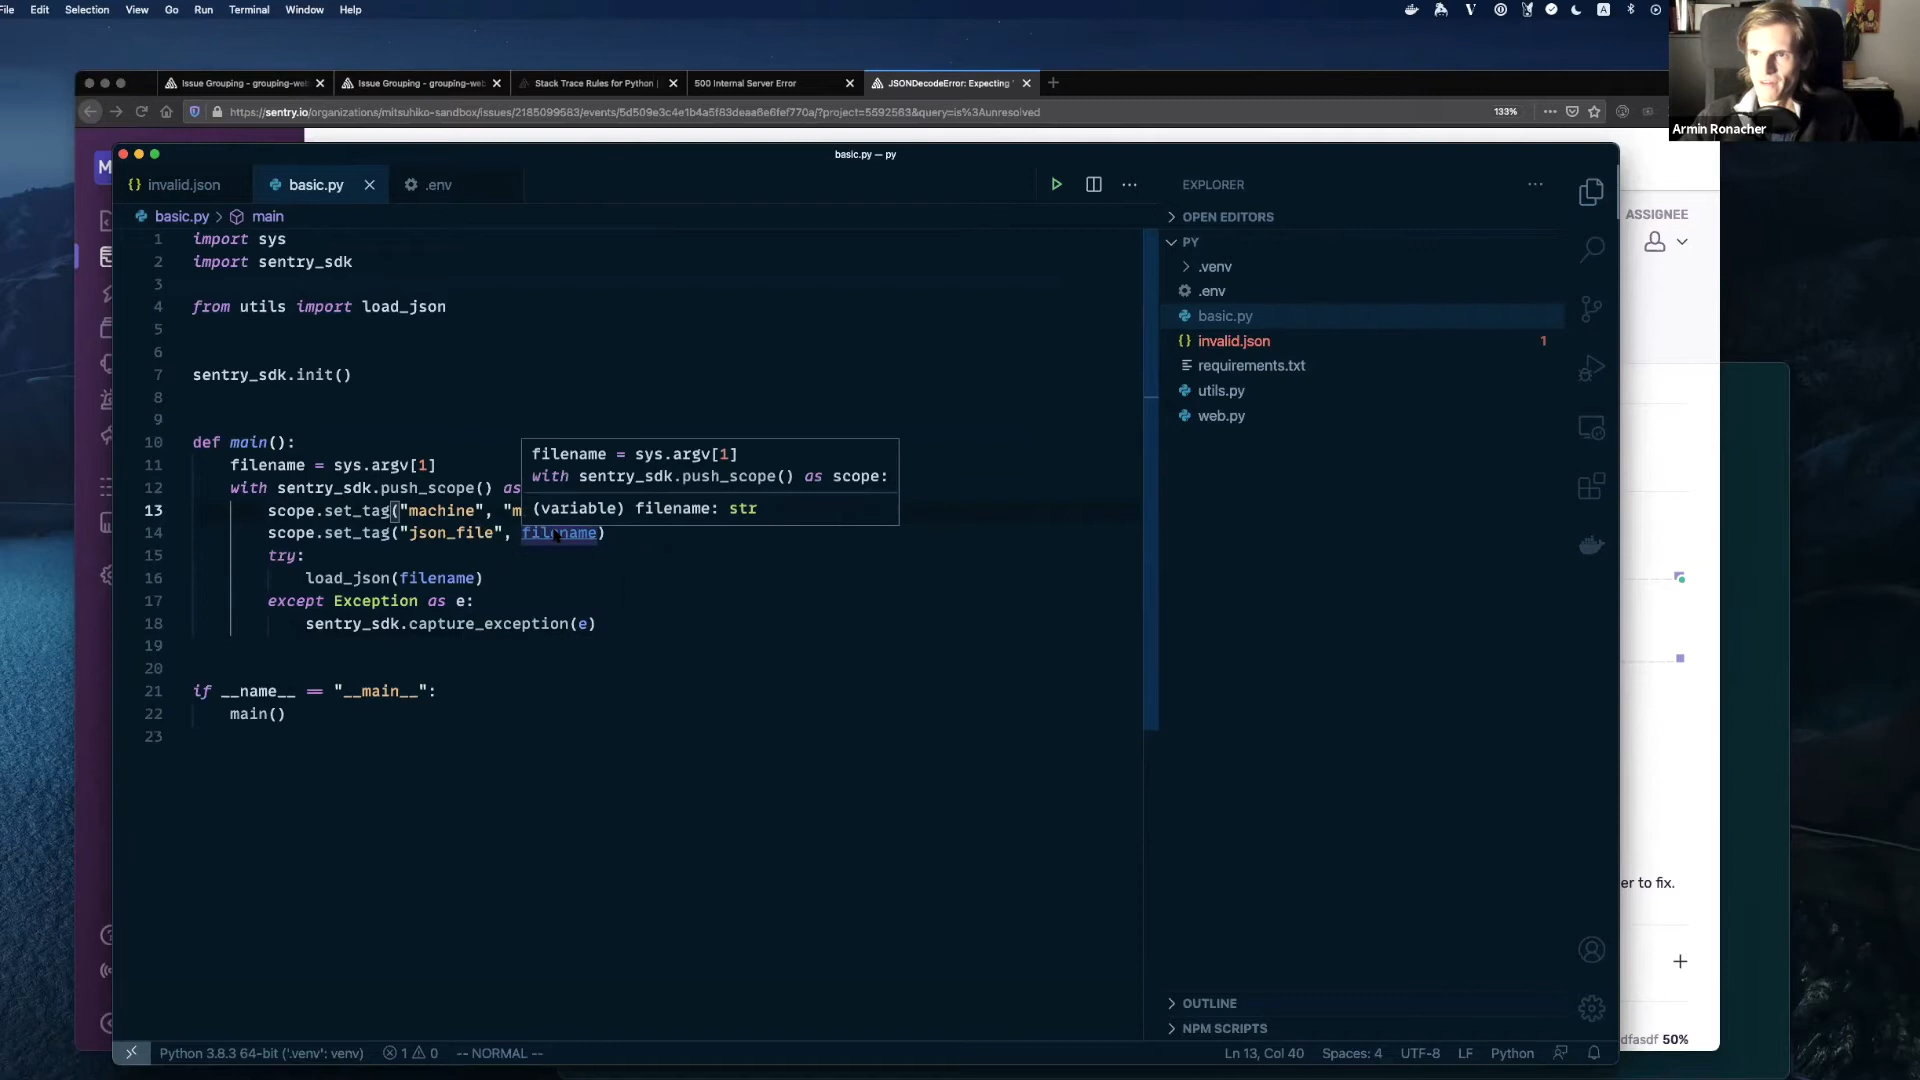 File Edit Selection View Go Run Terminal Window Help
Issue Grouping - grouping-we
Issue Grouping - grouping-we
Stack Trace Rules for Python |
500 Internal Server Error
JSONDecodeError: Expecting '
https://sentry.io/organizations/mitsuhiko-sandbox/issues/2185099583/events/5d509e3c4e1b4a5f83deaa6e6fef770a/?project=5592563&query=is%3Aunresolved
133%
Armin Ronacher
M
basic.py — py
invalid.json
basic.py
.env
basic.py > main
1 import sys
2 import sentry_sdk
3
4 from utils import load_json
5
6
7 sentry_sdk.init()
8
9
10 def main():
11 filename = sys.argv[1]
12 with sentry_sdk.push_scope() as
13 scope.set_tag("machine", "m
14 scope.set_tag("json_file", filename)
15 try:
16 load_json(filename)
17 except Exception as e:
18 sentry_sdk.capture_exception(e)
19
20
21 if __name__ == "__main__":
22 main()
23
filename = sys.argv[1]
with sentry_sdk.push_scope() as scope:
(variable) filename: str
EXPLORER
OPEN EDITORS
PY
.venv
.env
basic.py
invalid.json 1
requirements.txt
utils.py
web.py
OUTLINE
NPM SCRIPTS
ASSIGNEE
er to fix.
dfasdf 50%
Python 3.8.3 64-bit ('.venv': venv) 1 0 -- NORMAL --
Ln 13, Col 40 Spaces: 4 UTF-8 LF Python